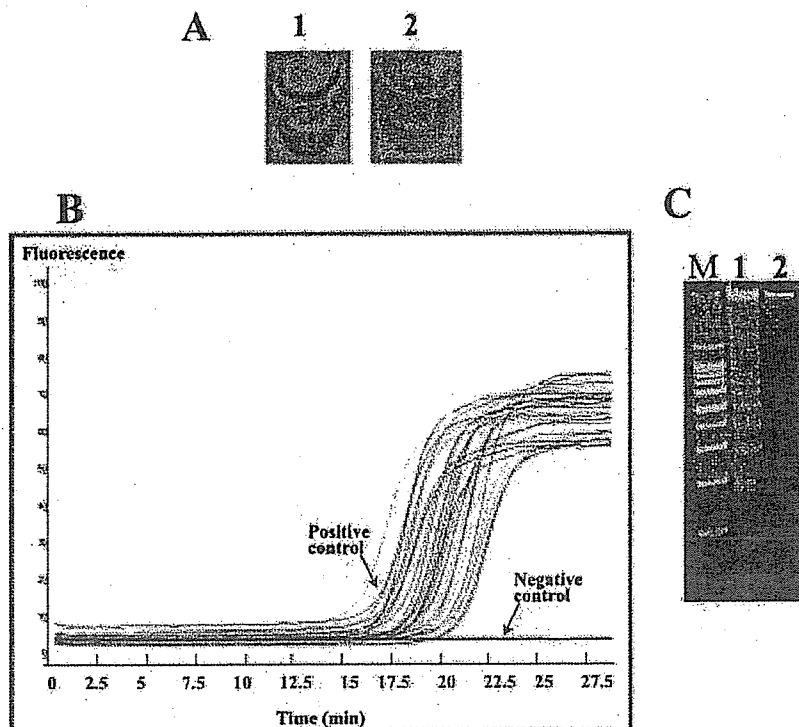 A 1 2
B
C
Fluorescence
M 1 2
Positive
control
Negative
control
0 2.5 5 7.5 10 12.5 15 17.5 20 22.5 25 27.5
Time (min)